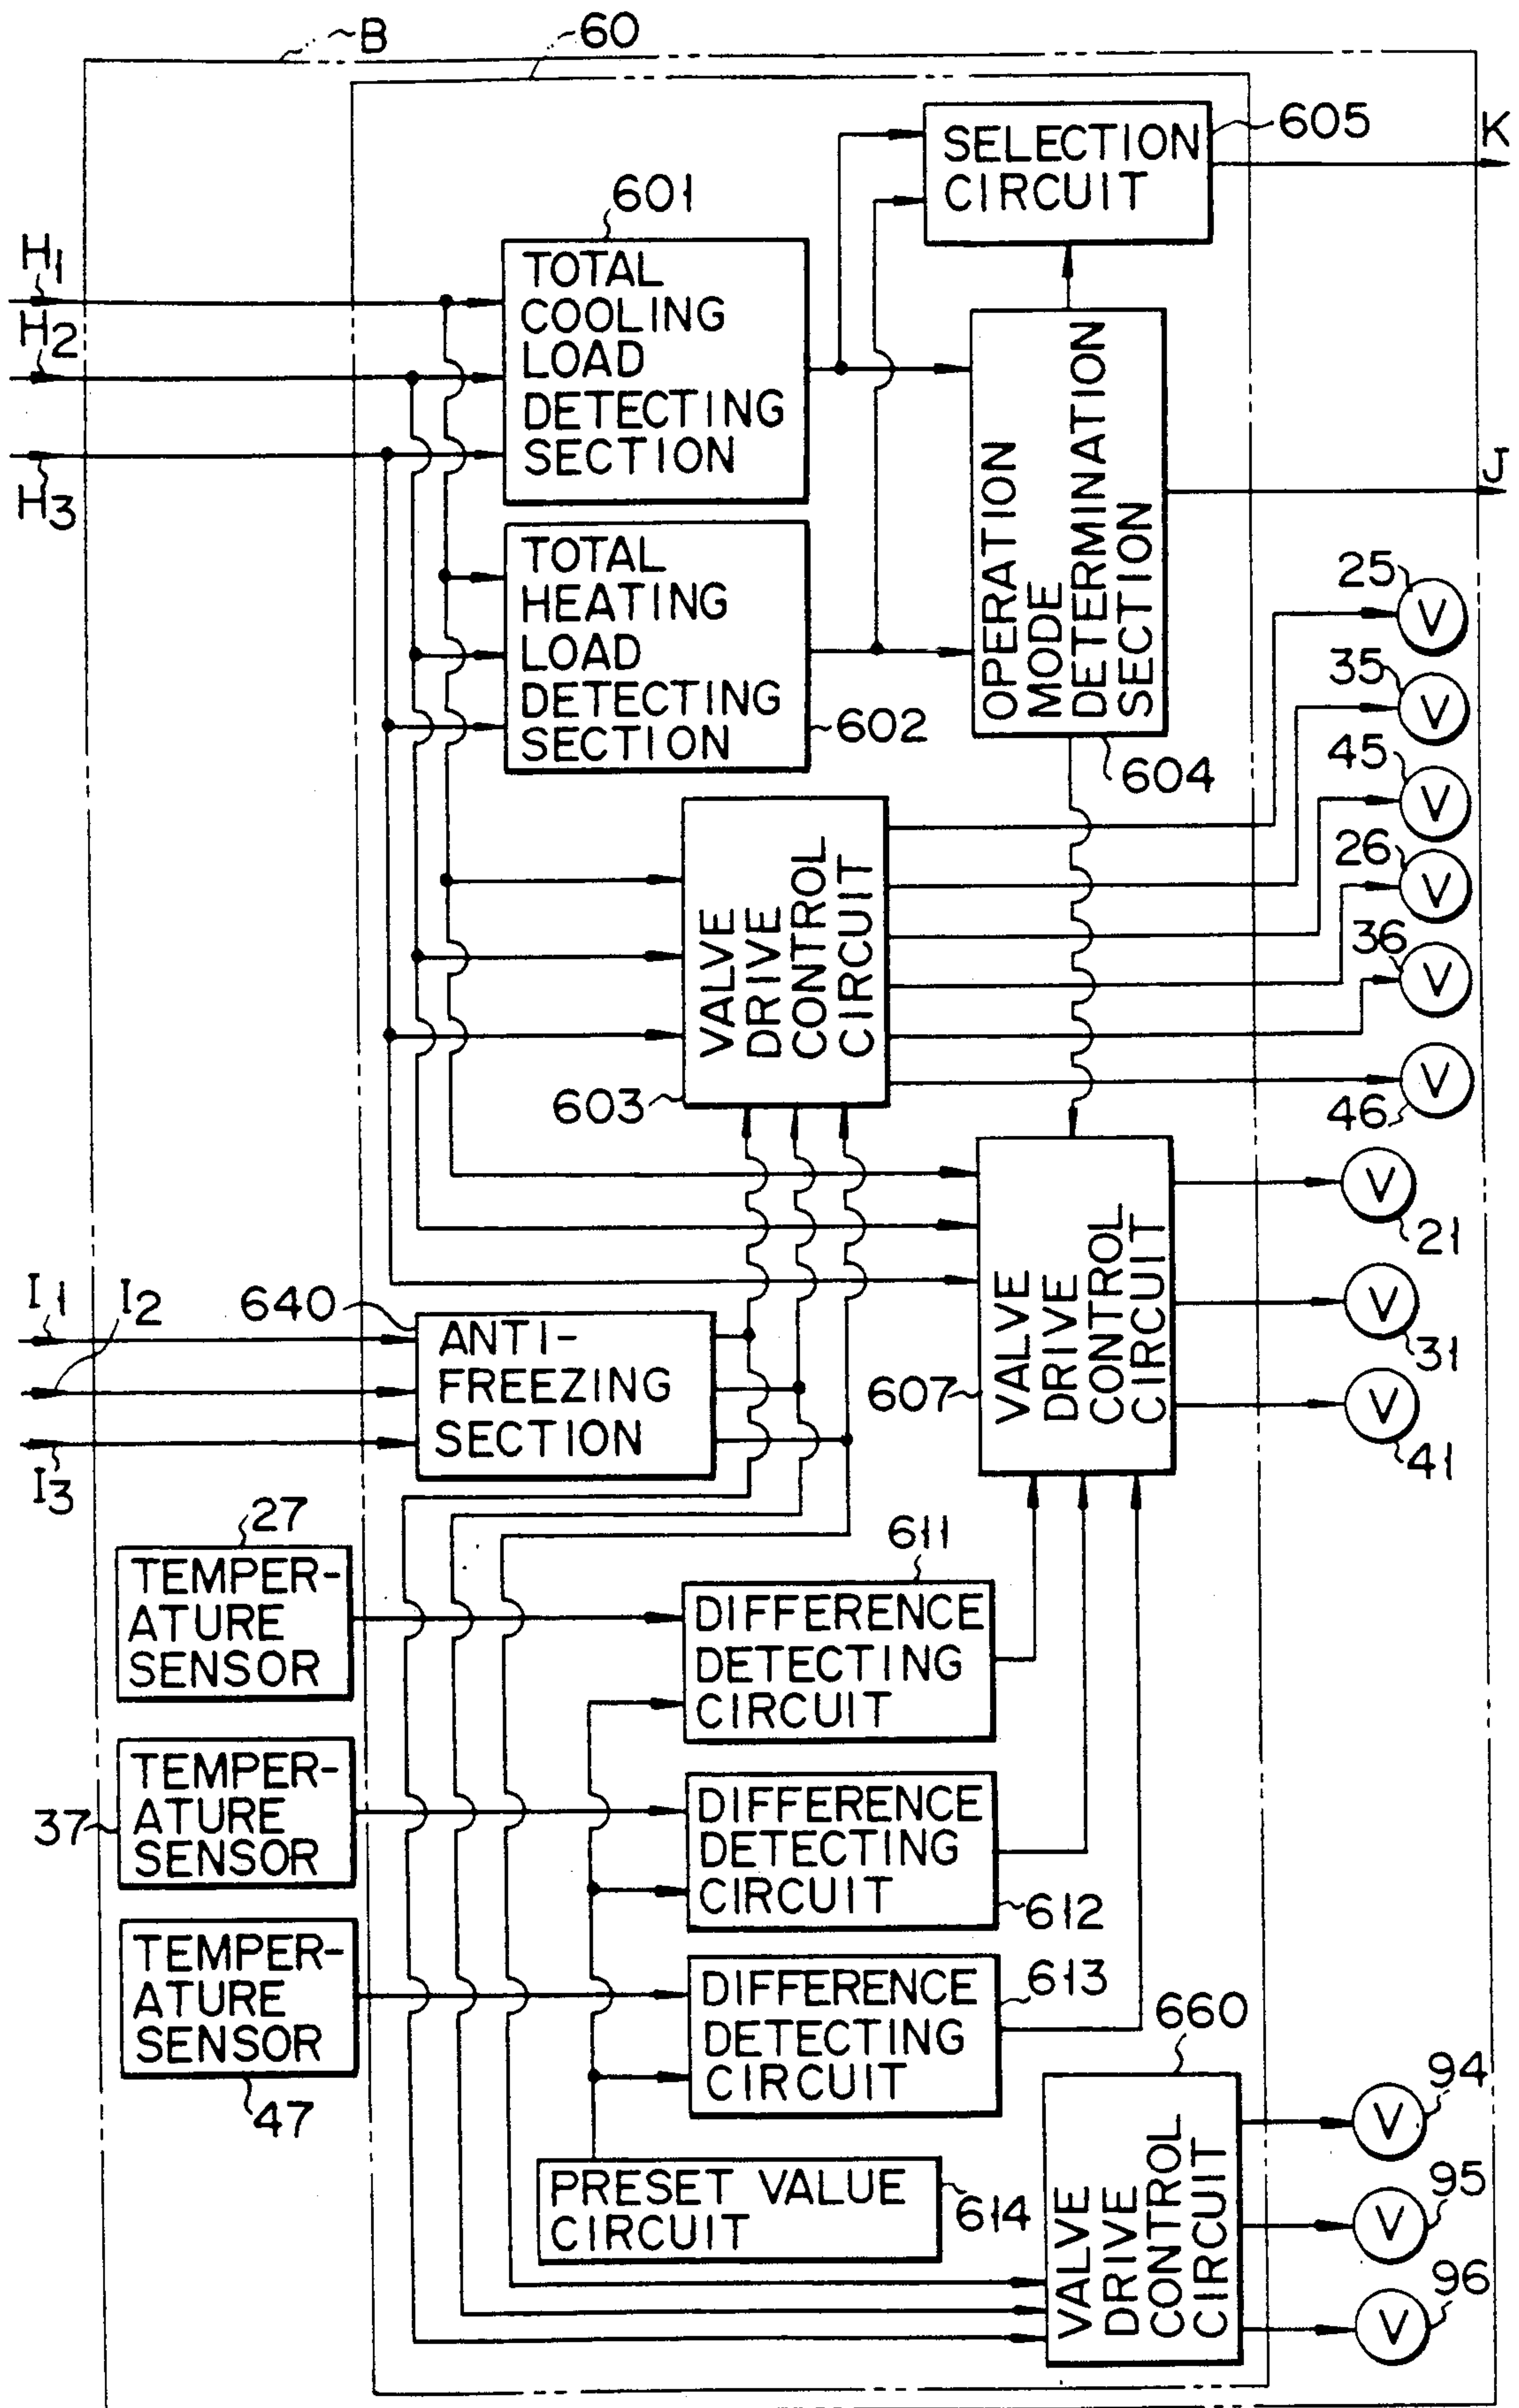 B
60
605
K
SELECTION
CIRCUIT
601
H1
TOTAL
COOLING
LOAD
DETECTING
SECTION
H2
H3
OPERATION
MODE
DETERMINATION
SECTION
J
TOTAL
HEATING
LOAD
DETECTING
SECTION
602
604
25
V
35
V
45
V
26
V
36
V
46
V
VALVE
DRIVE
CONTROL
CIRCUIT
603
VALVE
DRIVE
CONTROL
CIRCUIT
607
V
21
V
31
V
41
I1
I2
I3
640
ANTI-
FREEZING
SECTION
27
TEMPER-
ATURE
SENSOR
611
DIFFERENCE
DETECTING
CIRCUIT
37
TEMPER-
ATURE
SENSOR
DIFFERENCE
DETECTING
CIRCUIT
612
TEMPER-
ATURE
SENSOR
47
DIFFERENCE
DETECTING
CIRCUIT
613
660
PRESET VALUE
CIRCUIT
614
VALVE
DRIVE
CONTROL
CIRCUIT
94
V
95
V
96
V